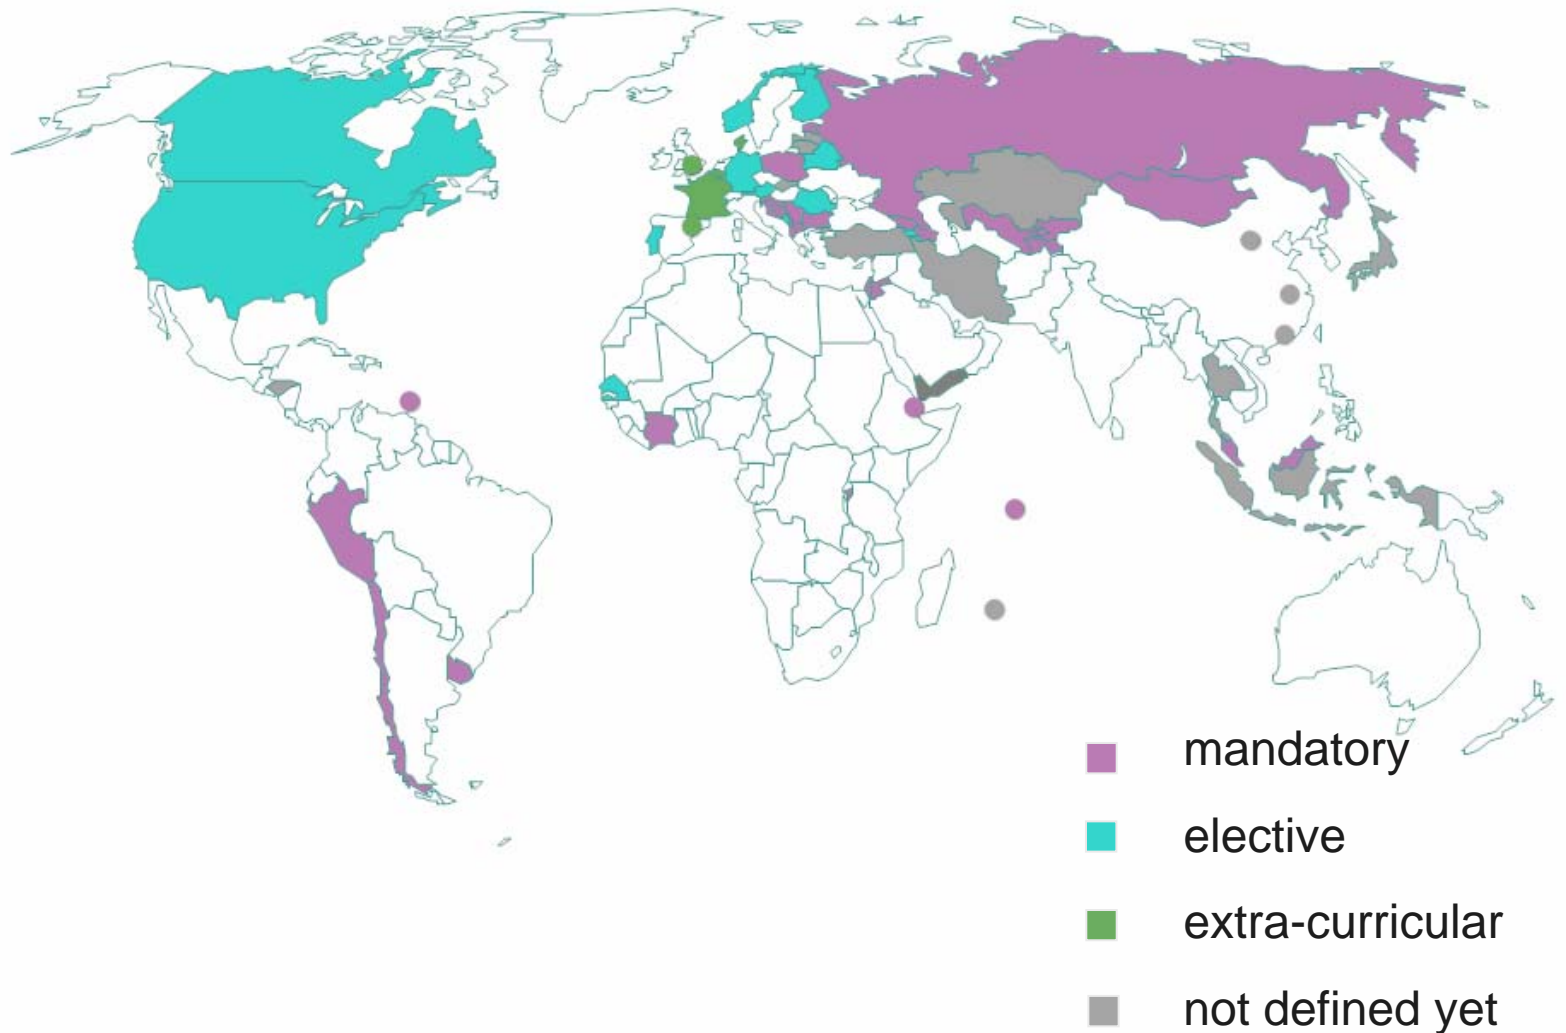 mandatory
elective
extra-curricular
not defined yet